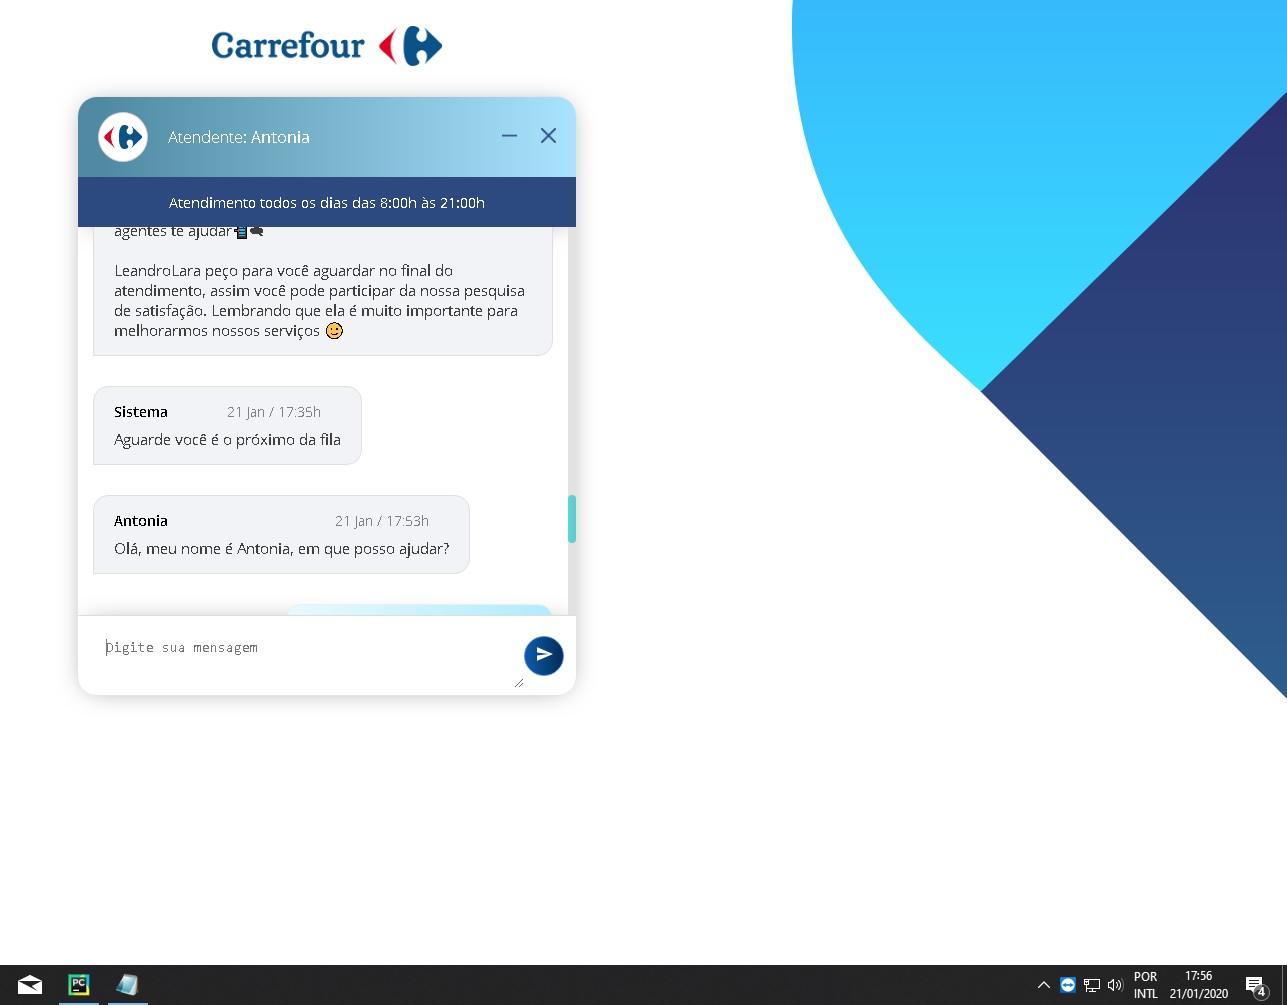 Carrefour
Atendente: Antonia
Atendimento todos os dias das 8:00h às 21:00h
agentes te ajudar
LeandroLara peço para você aguardar no final do
atendimento, assim você pode participar da nossa pesquisa
de satisfação. Lembrando que ela é muito importante para
melhorarmos nossos serviços 🙂
Sistema 21 Jan / 17:35h
Aguarde você é o próximo da fila
Antonia 21 Jan / 17:53h
Olá, meu nome é Antonia, em que posso ajudar?
Digite sua mensagem
PC
POR 17:56
INTL 21/01/2020 4